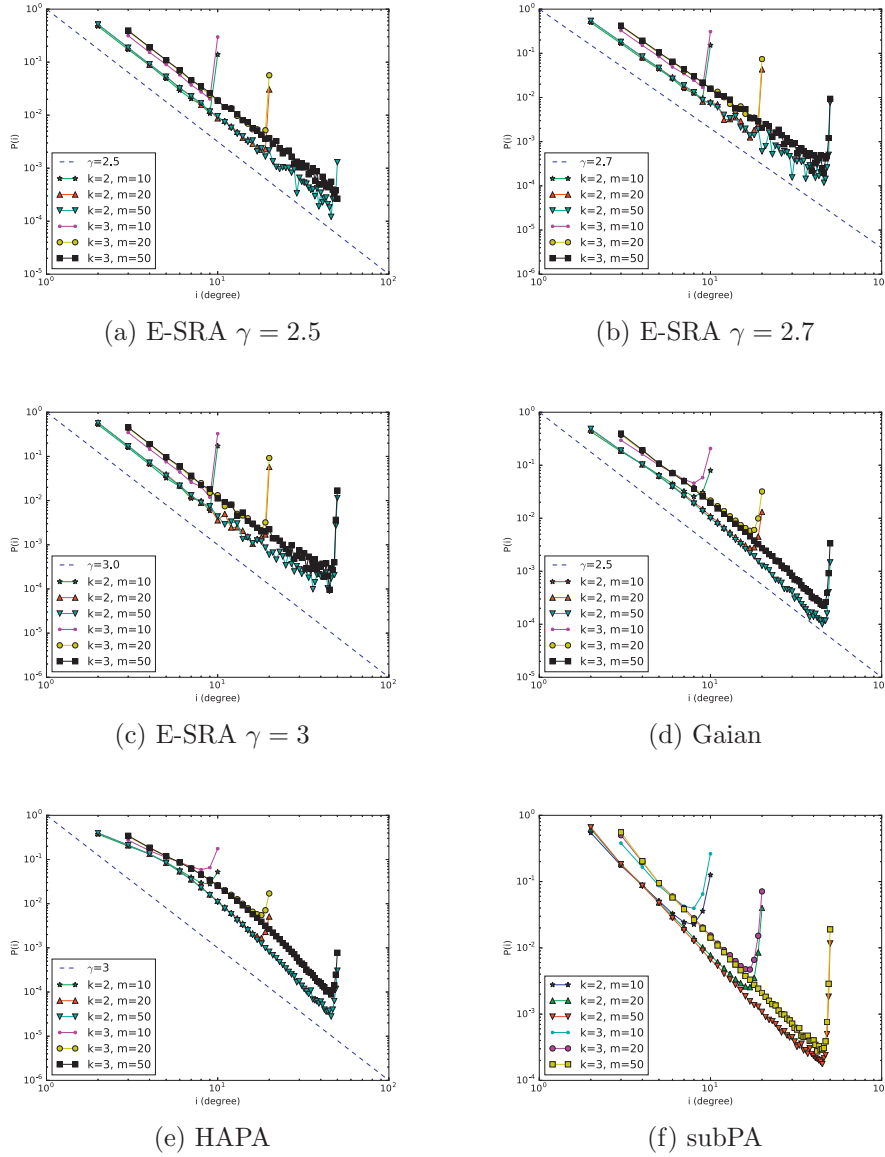 10^0
10^-1
10^-2
10^-3
10^-4
10^-5
P(i)
γ=2.5
k=2, m=10
k=2, m=20
k=2, m=50
k=3, m=10
k=3, m=20
k=3, m=50
10^0
10^1
10^2
i (degree)
(a) E-SRA γ = 2.5
10^0
10^-1
10^-2
10^-3
10^-4
10^-5
10^-6
P(i)
γ=2.7
k=2, m=10
k=2, m=20
k=2, m=50
k=3, m=10
k=3, m=20
k=3, m=50
10^0
10^1
10
i (degree)
(b) E-SRA γ = 2.7
10^0
10^-1
10^-2
10^-3
10^-4
10^-5
10^-6
P(i)
γ=3.0
k=2, m=10
k=2, m=20
k=2, m=50
k=3, m=10
k=3, m=20
k=3, m=50
10^0
10^1
10^2
i (degree)
(c) E-SRA γ = 3
10^0
10^-1
10^-2
10^-3
10^-4
10^-5
P(i)
γ=2.5
k=2, m=10
k=2, m=20
k=2, m=50
k=3, m=10
k=3, m=20
k=3, m=50
10^0
10^1
10
i (degree)
(d) Gaian
10^0
10^-1
10^-2
10^-3
10^-4
10^-5
10^-6
P(i)
γ=3
k=2, m=10
k=2, m=20
k=2, m=50
k=3, m=10
k=3, m=20
k=3, m=50
10^0
10^1
10^2
i (degree)
(e) HAPA
10^0
10^-1
10^-2
10^-3
10^-4
P(i)
k=2, m=10
k=2, m=20
k=2, m=50
k=3, m=10
k=3, m=20
k=3, m=50
10^0
10^1
10
i (degree)
(f) subPA